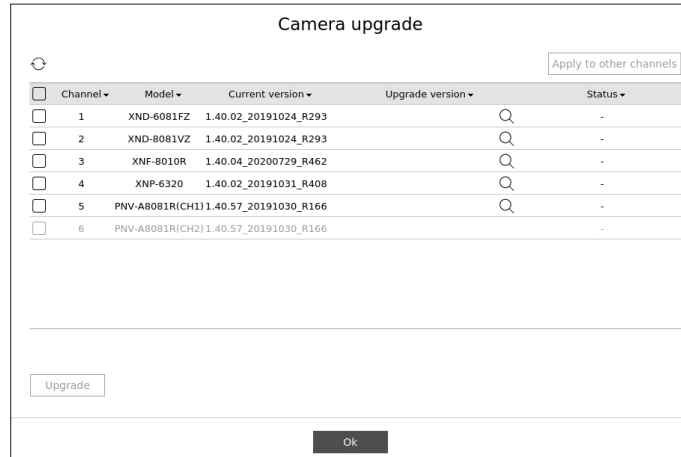 Camera upgrade
Apply to other channels
Channel Model Current version Upgrade version Status
1 XND-6081FZ 1.40.02_20191024_R293 -
2 XND-8081VZ 1.40.02_20191024_R293 -
3 XNF-8010R 1.40.04_20200729_R462 -
4 XNP-6320 1.40.02_20191031_R408 -
5 PNV-A8081R(CH1) 1.40.57_20191030_R166 -
6 PNV-A8081R(CH2) 1.40.57_20191030_R166 -
Upgrade
Ok